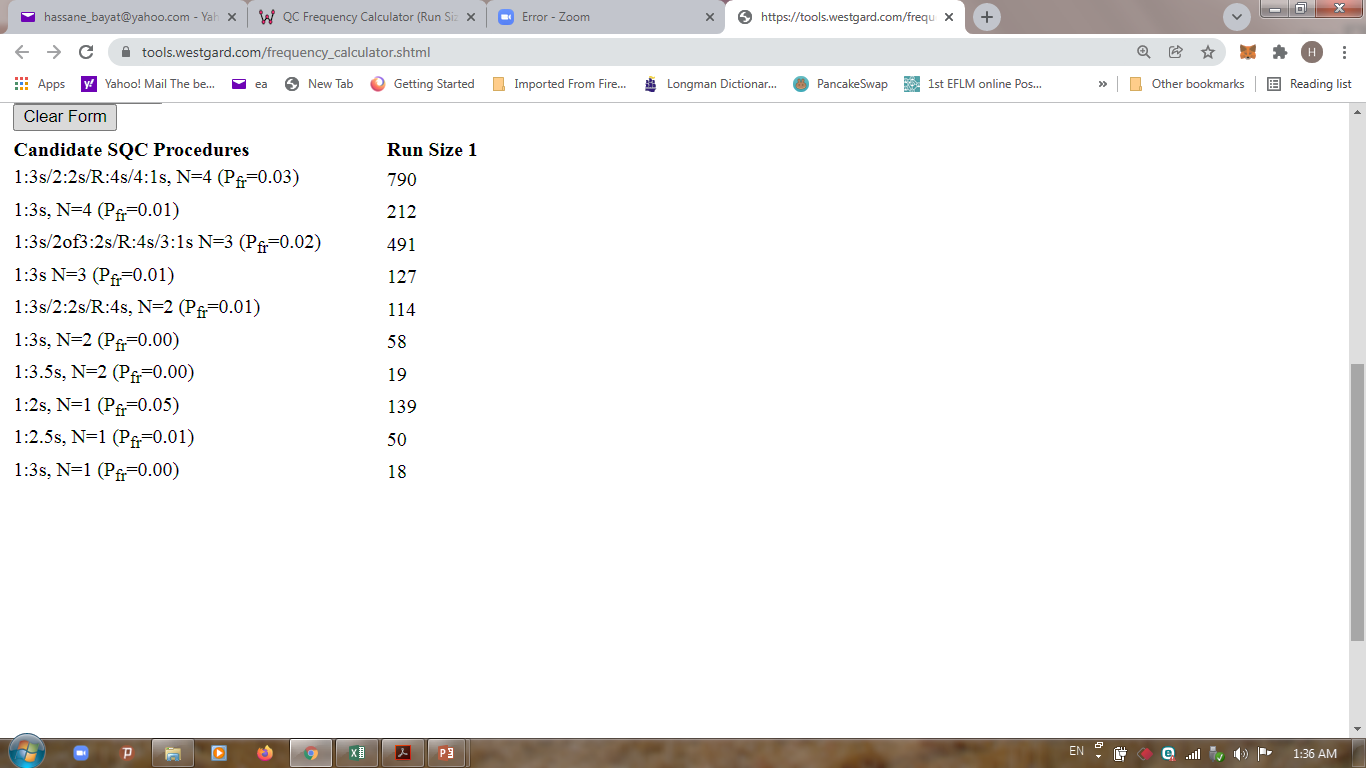 hassane_bayat@yahoo.com - Yah
QC Frequency Calculator (Run Siz
Error - Zoom
https://tools.westgard.com/frequ
tools.westgard.com/frequency_calculator.shtml
H
Apps
Yahoo! Mail The be...
ea
New Tab
Getting Started
Imported From Fire...
Longman Dictionar...
PancakeSwap
1st EFLM online Pos...
»
Other bookmarks
Reading list
Clear Form
Candidate SQC Procedures Run Size 1
1:3s/2:2s/R:4s/4:1s, N=4 (Pfr=0.03) 790
1:3s, N=4 (Pfr=0.01) 212
1:3s/2of3:2s/R:4s/3:1s N=3 (Pfr=0.02) 491
1:3s N=3 (Pfr=0.01) 127
1:3s/2:2s/R:4s, N=2 (Pfr=0.01) 114
1:3s, N=2 (Pfr=0.00) 58
1:3.5s, N=2 (Pfr=0.00) 19
1:2s, N=1 (Pfr=0.05) 139
1:2.5s, N=1 (Pfr=0.01) 50
1:3s, N=1 (Pfr=0.00) 18
EN
1:36 AM